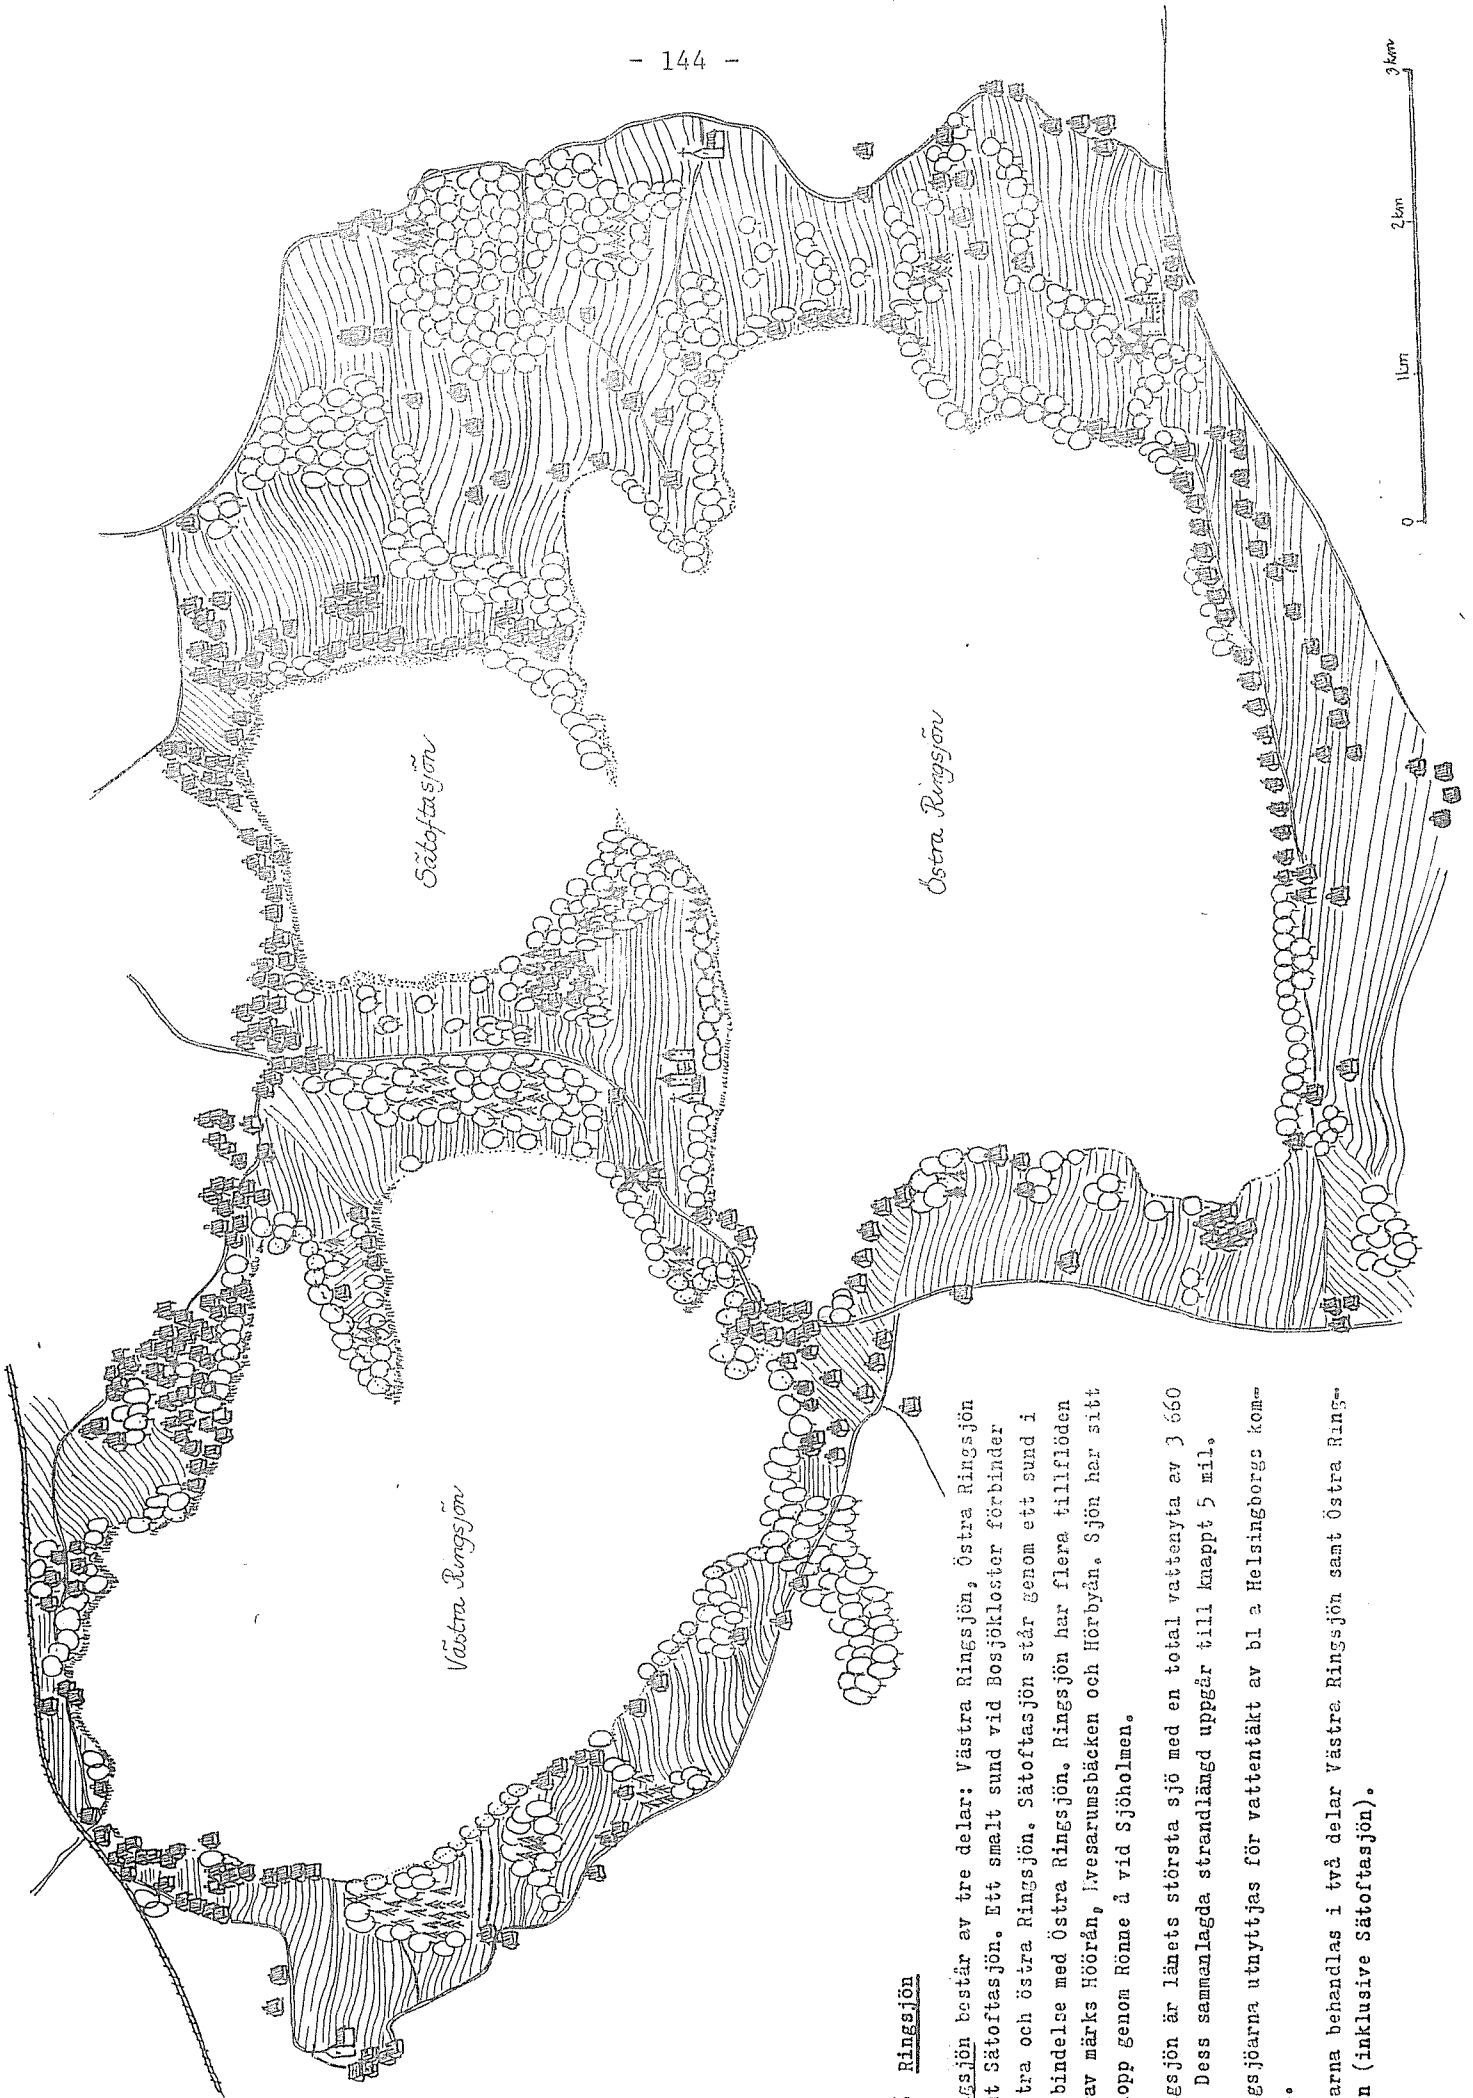 - 144 -
Sätoftasjön
Östra Ringsjön
Västra Ringsjön
0 1km 2km 3km
Ringsjön
gsjön består av tre delar: Västra Ringsjön, Östra Ringsjön
t Sätoftasjön. Ett smalt sund vid Bosjökloster förbinder
tra och östra Ringsjön. Sätoftasjön står genom ett sund i
bindelse med Östra Ringsjön. Ringsjön har flera tillflöden
av märks Höörån, Kvesarumsbäcken och Hörbyån. Sjön har sitt
opp genom Rönne å vid Sjöholmen.
gsjön är länets största sjö med en total vattenyta av 3 660
Dess sammanlagda strandlängd uppgår till knappt 5 mil.
gsjöarna utnyttjas för vattentäkt av bl a Helsingborgs kom-
arna behandlas i två delar Västra Ringsjön samt Östra Ring-
n (inklusive Sätoftasjön).